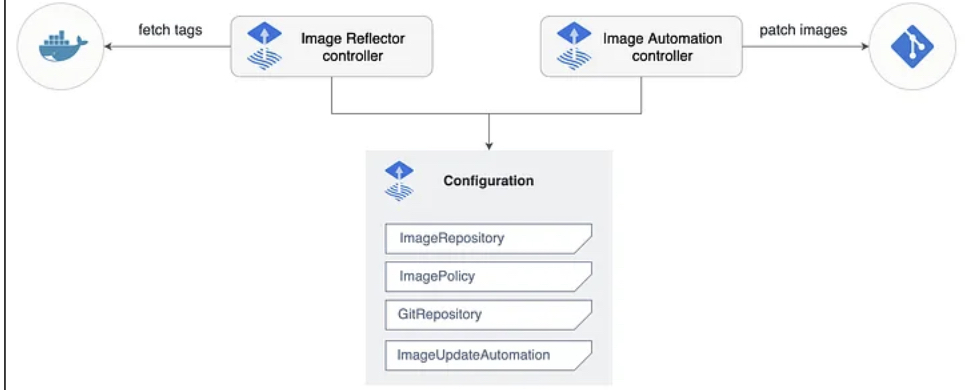 fetch tags
Image Reflector
controller
Image Automation
controller
patch images
Configuration
ImageRepository
ImagePolicy
GitRepository
ImageUpdateAutomation